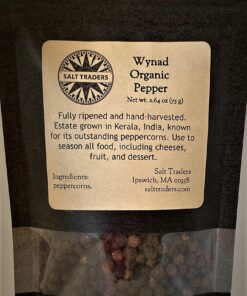 SALT TRADERS
Wynad
Organic
Pepper
Net wt. 2.64 oz (75 g)
Fully ripened and hand-harvested.
Estate grown in Kerala, India, known
for its outstanding peppercorns. Use to
season all food, including cheeses,
fruit, and dessert.
Ingredients:
peppercorns.
Salt Traders
Ipswich, MA 01938
salttraders.com